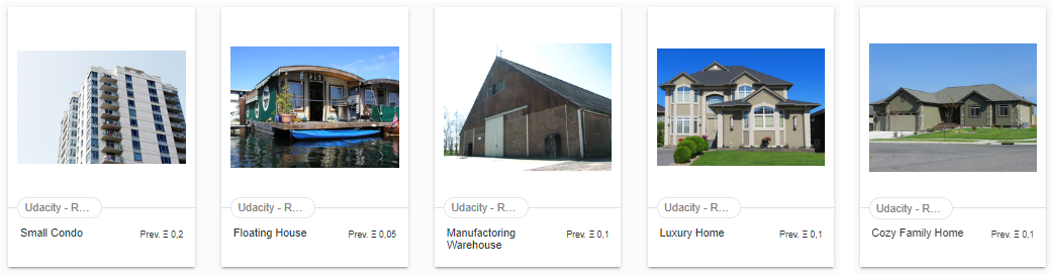 Udacity - R...
Small Condo
Prev. Ξ 0,2
Udacity - R...
Floating House
Prev. Ξ 0,05
Udacity - R...
Manufactoring
Warehouse
Prev. Ξ 0,1
Udacity - R...
Luxury Home
Prev. Ξ 0,1
Udacity - R...
Cozy Family Home
Prev. Ξ 0,1